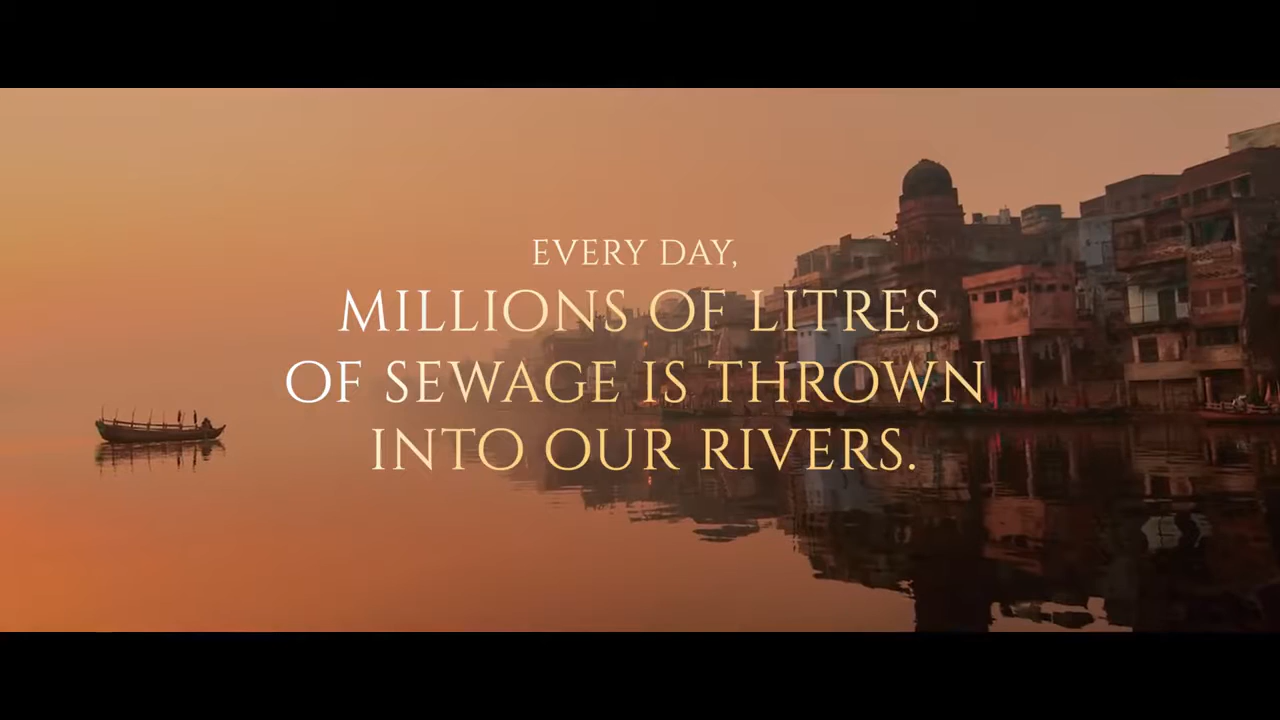 EVERY DAY,
MILLIONS OF LITRES
OF SEWAGE IS THROWN
INTO OUR RIVERS.